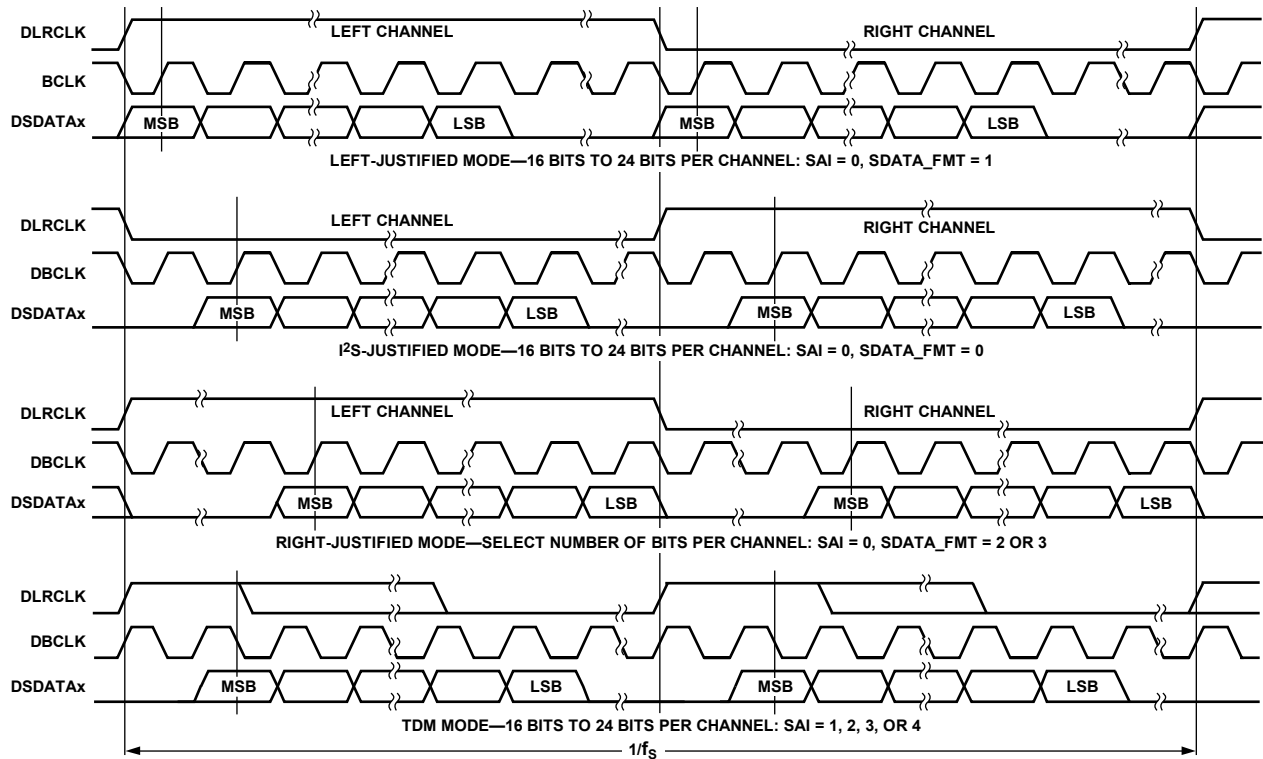 DLRCLK LEFT CHANNEL RIGHT CHANNEL
BCLK
DSDATAx MSB LSB MSB LSB
LEFT-JUSTIFIED MODE—16 BITS TO 24 BITS PER CHANNEL: SAI = 0, SDATA_FMT = 1
DLRCLK LEFT CHANNEL RIGHT CHANNEL
DBCLK
DSDATAx MSB LSB MSB LSB
I²S-JUSTIFIED MODE—16 BITS TO 24 BITS PER CHANNEL: SAI = 0, SDATA_FMT = 0
DLRCLK LEFT CHANNEL RIGHT CHANNEL
DBCLK
DSDATAx MSB LSB MSB LSB
RIGHT-JUSTIFIED MODE—SELECT NUMBER OF BITS PER CHANNEL: SAI = 0, SDATA_FMT = 2 OR 3
DLRCLK
DBCLK
DSDATAx MSB LSB MSB LSB
TDM MODE—16 BITS TO 24 BITS PER CHANNEL: SAI = 1, 2, 3, OR 4
1/fS